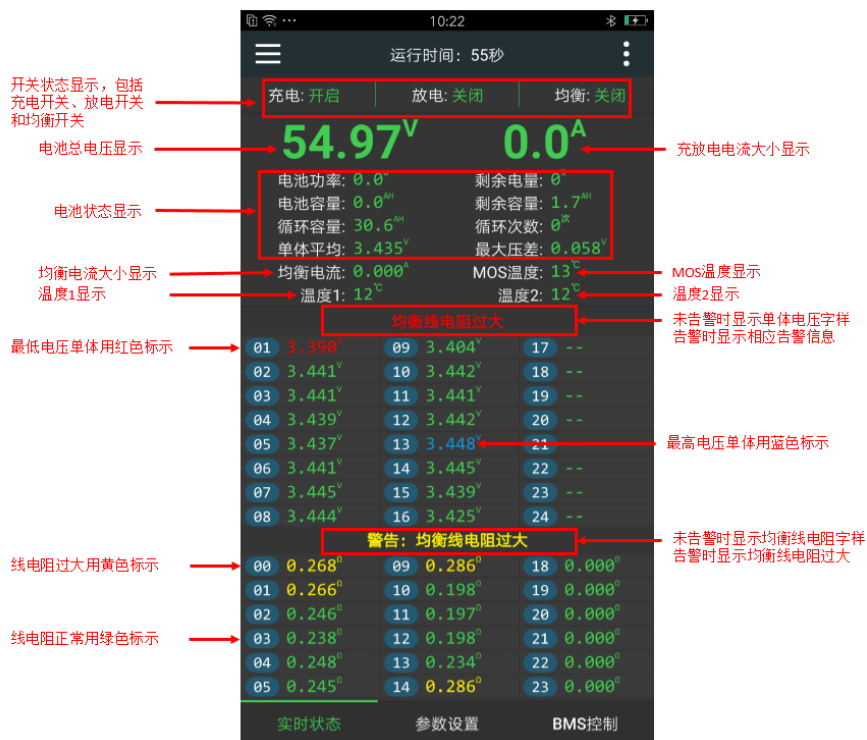 10:22
运行时间: 55秒
开关状态显示，包括
充电开关、放电开关
和均衡开关
充电: 开启
放电: 关闭
均衡: 关闭
电池总电压显示
54.97V
0.0A
充放电电流大小显示
电池状态显示
电池功率: 0.0W
剩余电量: 0%
电池容量: 0.0AH
剩余容量: 1.7AH
循环容量: 30.6AH
循环次数: 0次
单体平均: 3.435V
最大压差: 0.058V
均衡电流大小显示
均衡电流: 0.000A
MOS温度: 13℃
MOS温度显示
温度1显示
温度1: 12℃
温度2: 12℃
温度2显示
均衡线电阻过大
未告警时显示单体电压字样
告警时显示相应告警信息
最低电压单体用红色标示
01 3.390V 09 3.404V 17 --
02 3.441V 10 3.442V 18 --
03 3.441V 11 3.441V 19 --
04 3.439V 12 3.442V 20 --
05 3.437V 13 3.448V 21 --
最高电压单体用蓝色标示
06 3.441V 14 3.445V 22 --
07 3.445V 15 3.439V 23 --
08 3.444V 16 3.425V 24 --
警告: 均衡线电阻过大
未告警时显示均衡线电阻字样
告警时显示均衡线电阻过大
线电阻过大用黄色标示
00 0.268Ω 09 0.286Ω 18 0.000Ω
01 0.266Ω 10 0.198Ω 19 0.000Ω
02 0.246Ω 11 0.197Ω 20 0.000Ω
线电阻正常用绿色标示
03 0.238Ω 12 0.198Ω 21 0.000Ω
04 0.248Ω 13 0.234Ω 22 0.000Ω
05 0.245Ω 14 0.286Ω 23 0.000Ω
实时状态
参数设置
BMS控制